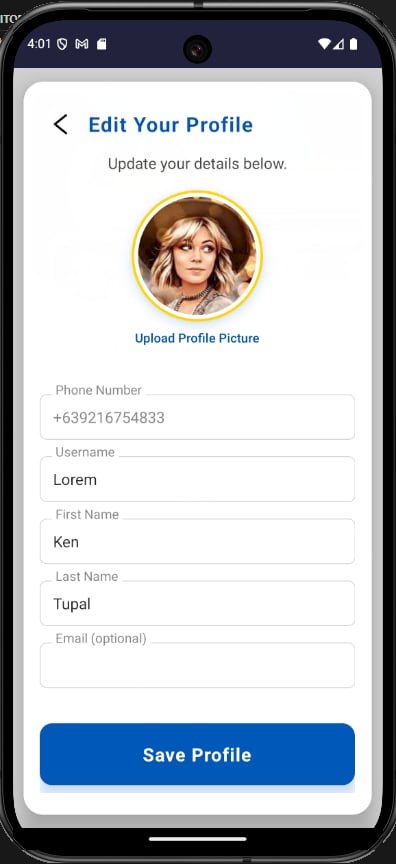 4:01
Edit Your Profile
Update your details below.
Upload Profile Picture
Phone Number
+639216754833
Username
Lorem
First Name
Ken
Last Name
Tupal
Email (optional)
Save Profile